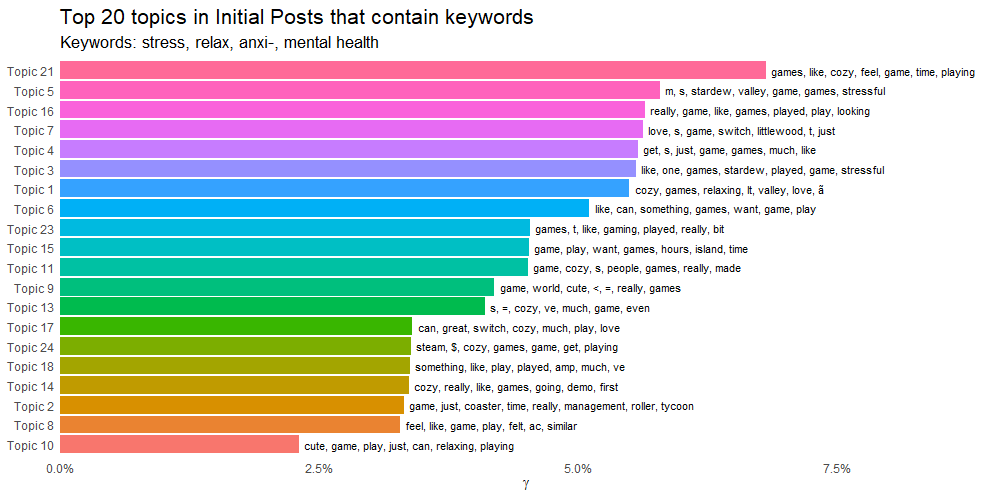 Top 20 topics in Initial Posts that contain keywords
Keywords: stress, relax, anxi-, mental health
Topic 21 games, like, cozy, feel, game, time, playing
Topic 5 m, s, stardew, valley, game, games, stressful
Topic 16 really, game, like, games, played, play, looking
Topic 7 love, s, game, switch, littlewood, t, just
Topic 4 get, s, just, game, games, much, like
Topic 3 like, one, games, stardew, played, game, stressful
Topic 1 cozy, games, relaxing, lt, valley, love, ã
Topic 6 like, can, something, games, want, game, play
Topic 23 games, t, like, gaming, played, really, bit
Topic 15 game, play, want, games, hours, island, time
Topic 11 game, cozy, s, people, games, really, made
Topic 9 game, world, cute, <, =, really, games
Topic 13 s, =, cozy, ve, much, game, even
Topic 17 can, great, switch, cozy, much, play, love
Topic 24 steam, $, cozy, games, game, get, playing
Topic 18 something, like, play, played, amp, much, ve
Topic 14 cozy, really, like, games, going, demo, first
Topic 2 game, just, coaster, time, really, management, roller, tycoon
Topic 8 feel, like, game, play, felt, ac, similar
Topic 10 cute, game, play, just, can, relaxing, playing
0.0% 2.5% 5.0% 7.5%
γ